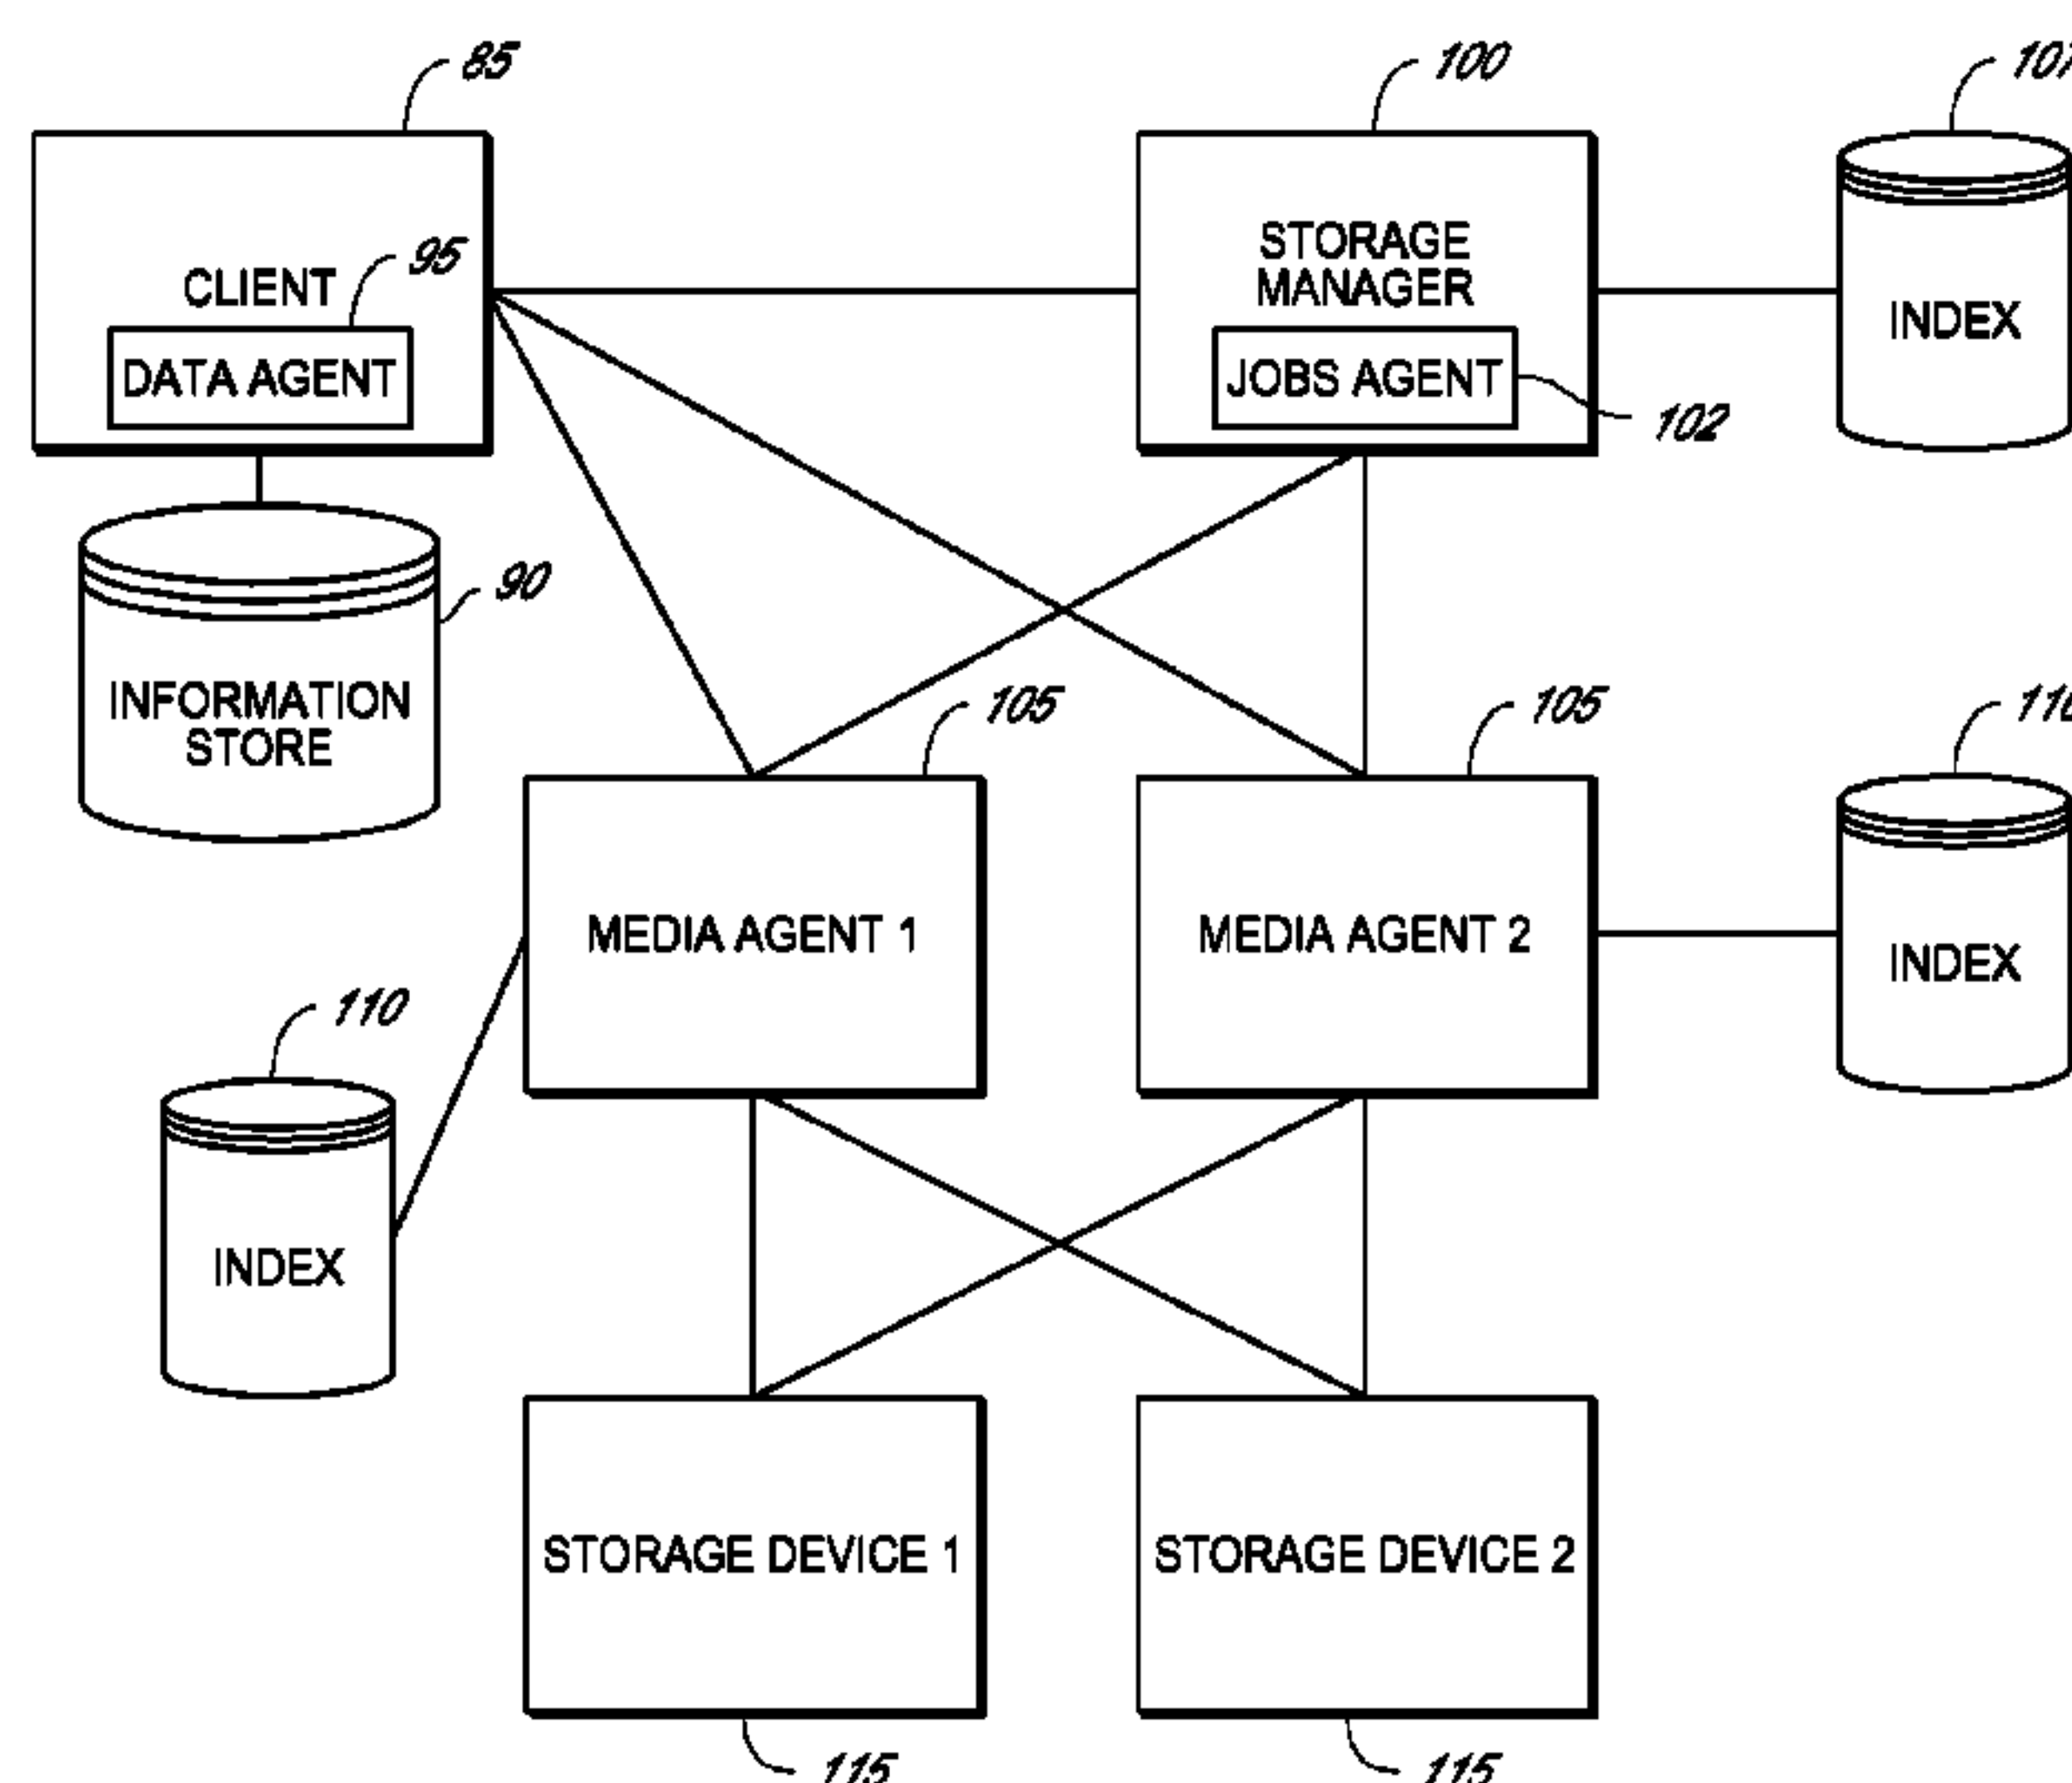 85
100
107
95
CLIENT
STORAGE
MANAGER
INDEX
DATA AGENT
JOBS AGENT
102
90
INFORMATION
STORE
105
105
110
MEDIA AGENT 1
MEDIA AGENT 2
INDEX
110
INDEX
STORAGE DEVICE 1
STORAGE DEVICE 2
115
115